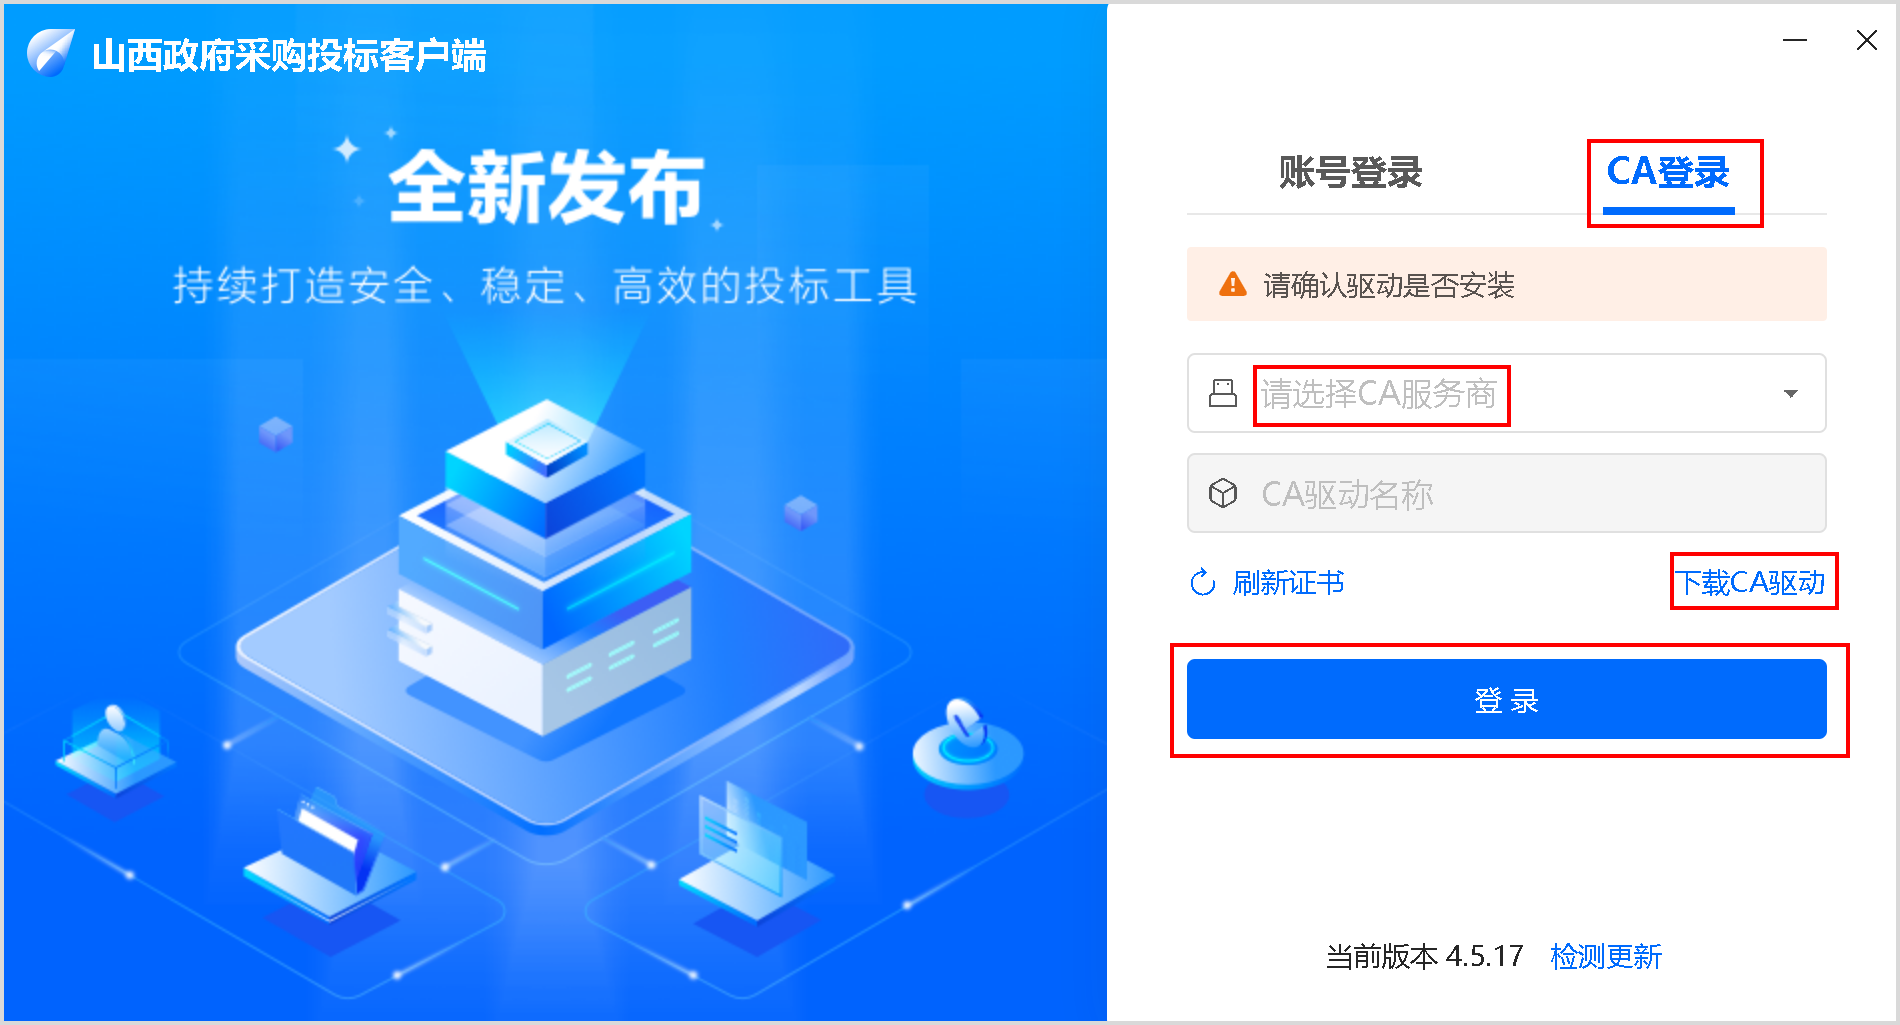 山西政府采购投标客户端
全新发布
持续打造安全、稳定、高效的投标工具
账号登录
CA登录
请确认驱动是否安装
请选择CA服务商
CA驱动名称
刷新证书
下载CA驱动
登 录
当前版本 4.5.17 检测更新